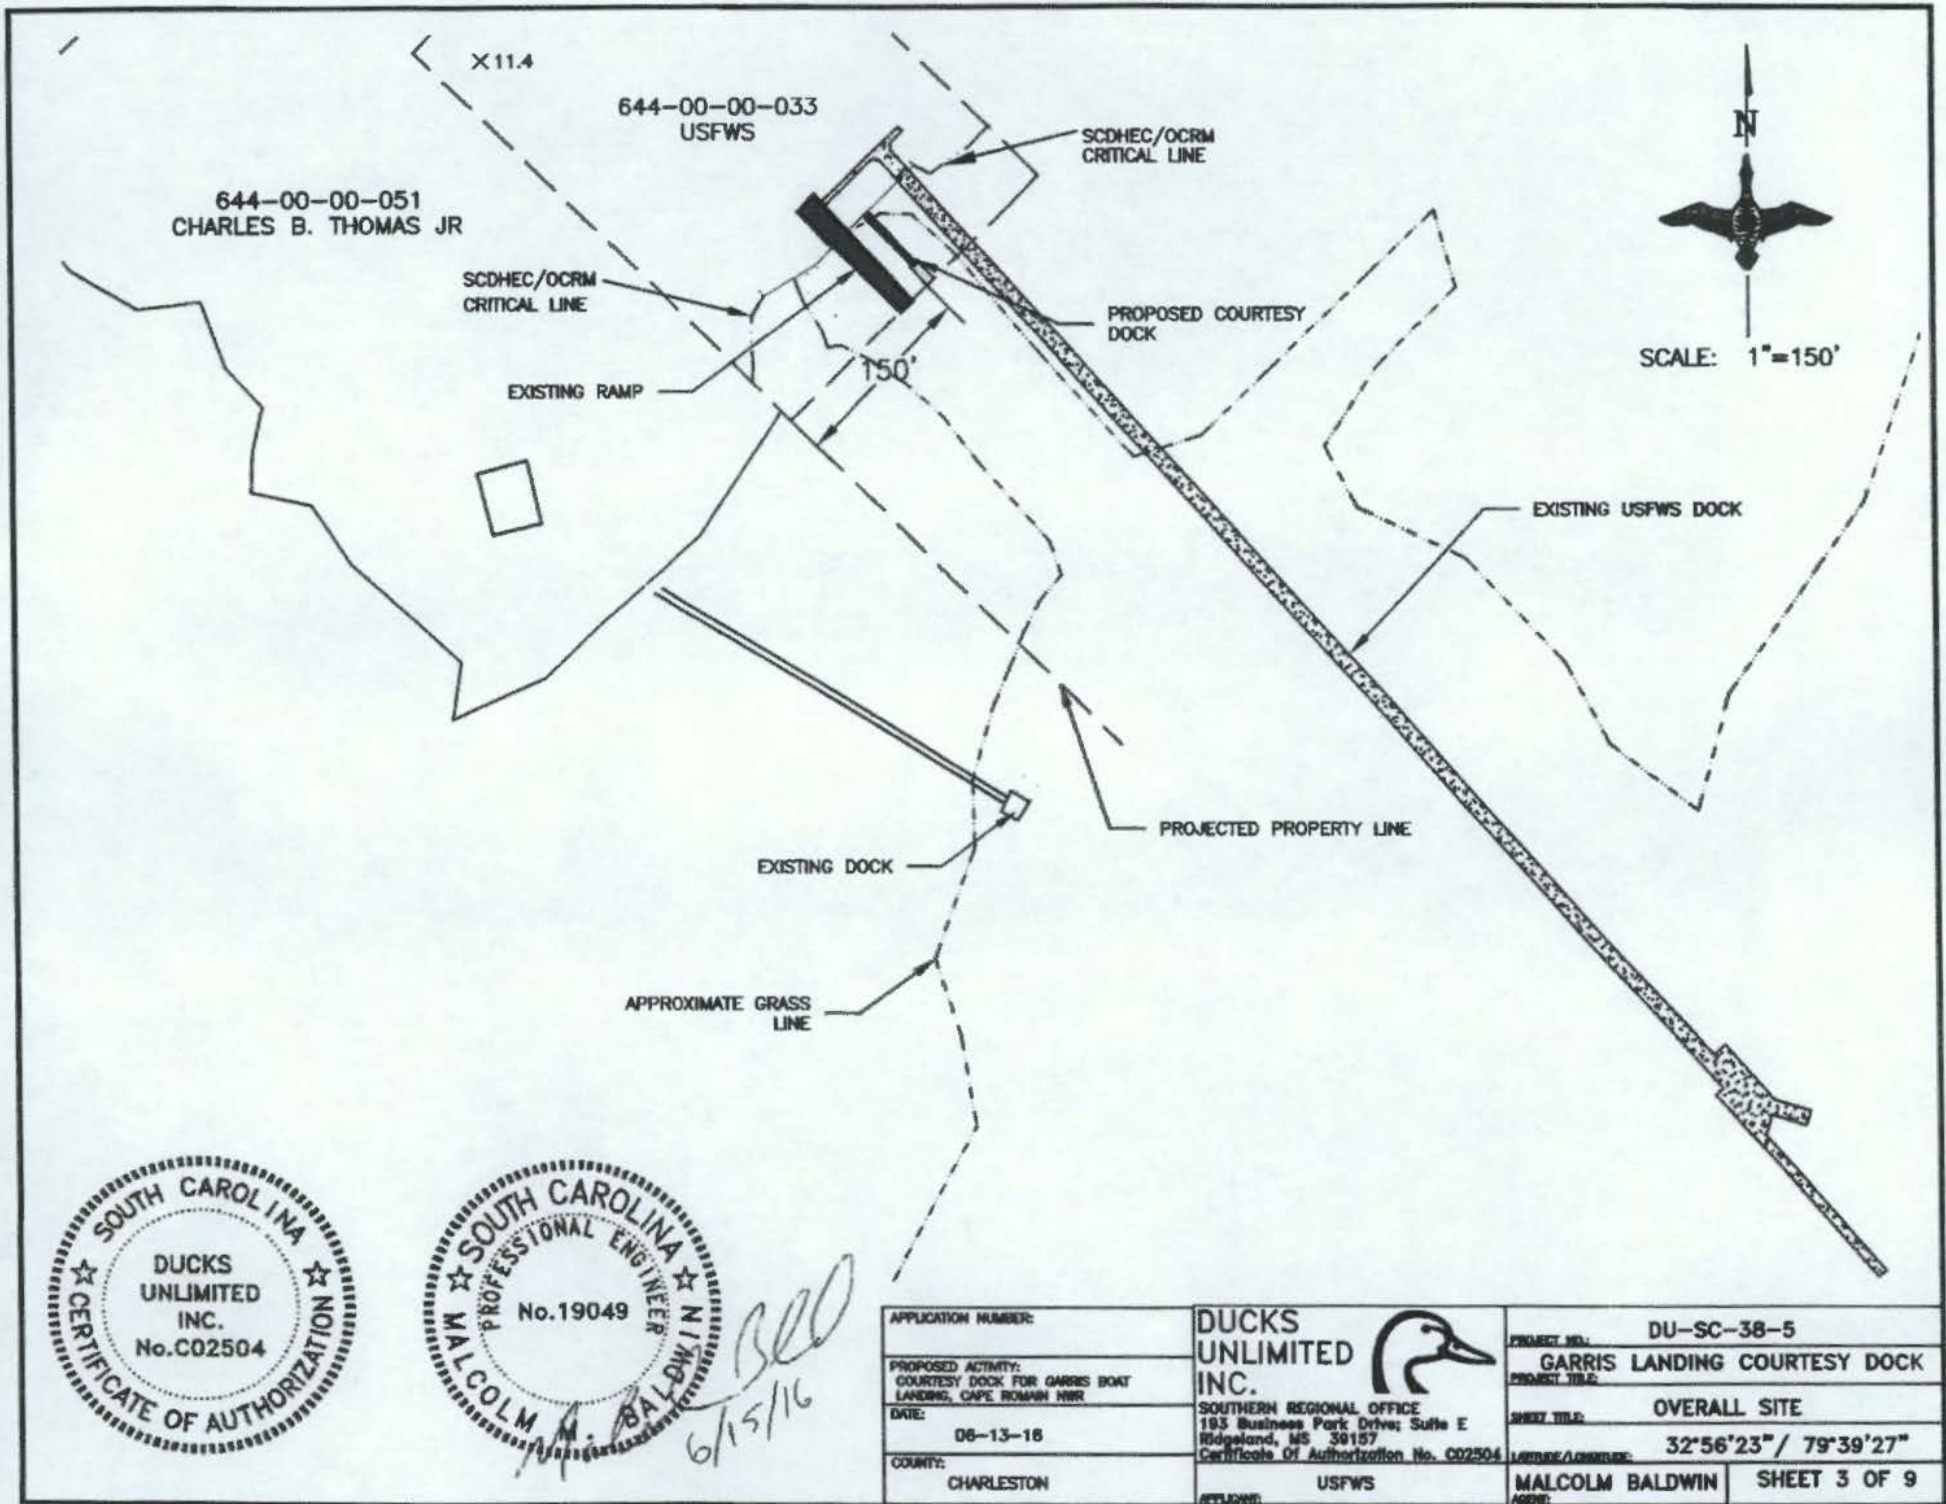 ×11.4
644-00-00-033
USFWS
SCDHEC/OCRM
CRITICAL LINE
N
644-00-00-051
CHARLES B. THOMAS JR
SCDHEC/OCRM
CRITICAL LINE
PROPOSED COURTESY
DOCK
SCALE: 1"=150'
150'
EXISTING RAMP
EXISTING USFWS DOCK
PROJECTED PROPERTY LINE
EXISTING DOCK
APPROXIMATE GRASS
LINE
SOUTH CAROLINA
DUCKS
UNLIMITED
INC.
No.C02504
CERTIFICATE OF AUTHORIZATION
SOUTH CAROLINA
PROFESSIONAL ENGINEER
No.19049
MALCOLM M. BALDWIN
6/15/16
APPLICATION NUMBER:
PROPOSED ACTIVITY:
COURTESY DOCK FOR GARRIS BOAT
LANDING, CAPE ROMAIN NWR
DATE:
06-13-16
COUNTY:
CHARLESTON
DUCKS
UNLIMITED
INC.
SOUTHERN REGIONAL OFFICE
193 Business Park Drive; Suite E
Ridgeland, MS 39157
Certificate Of Authorization No. C02504
USFWS
APPLICANT:
DU-SC-38-5
PROJECT NO.:
GARRIS LANDING COURTESY DOCK
PROJECT TITLE:
OVERALL SITE
SHEET TITLE:
32°56'23"/ 79°39'27"
LATITUDE/LONGITUDE:
MALCOLM BALDWIN
AGENT:
SHEET 3 OF 9